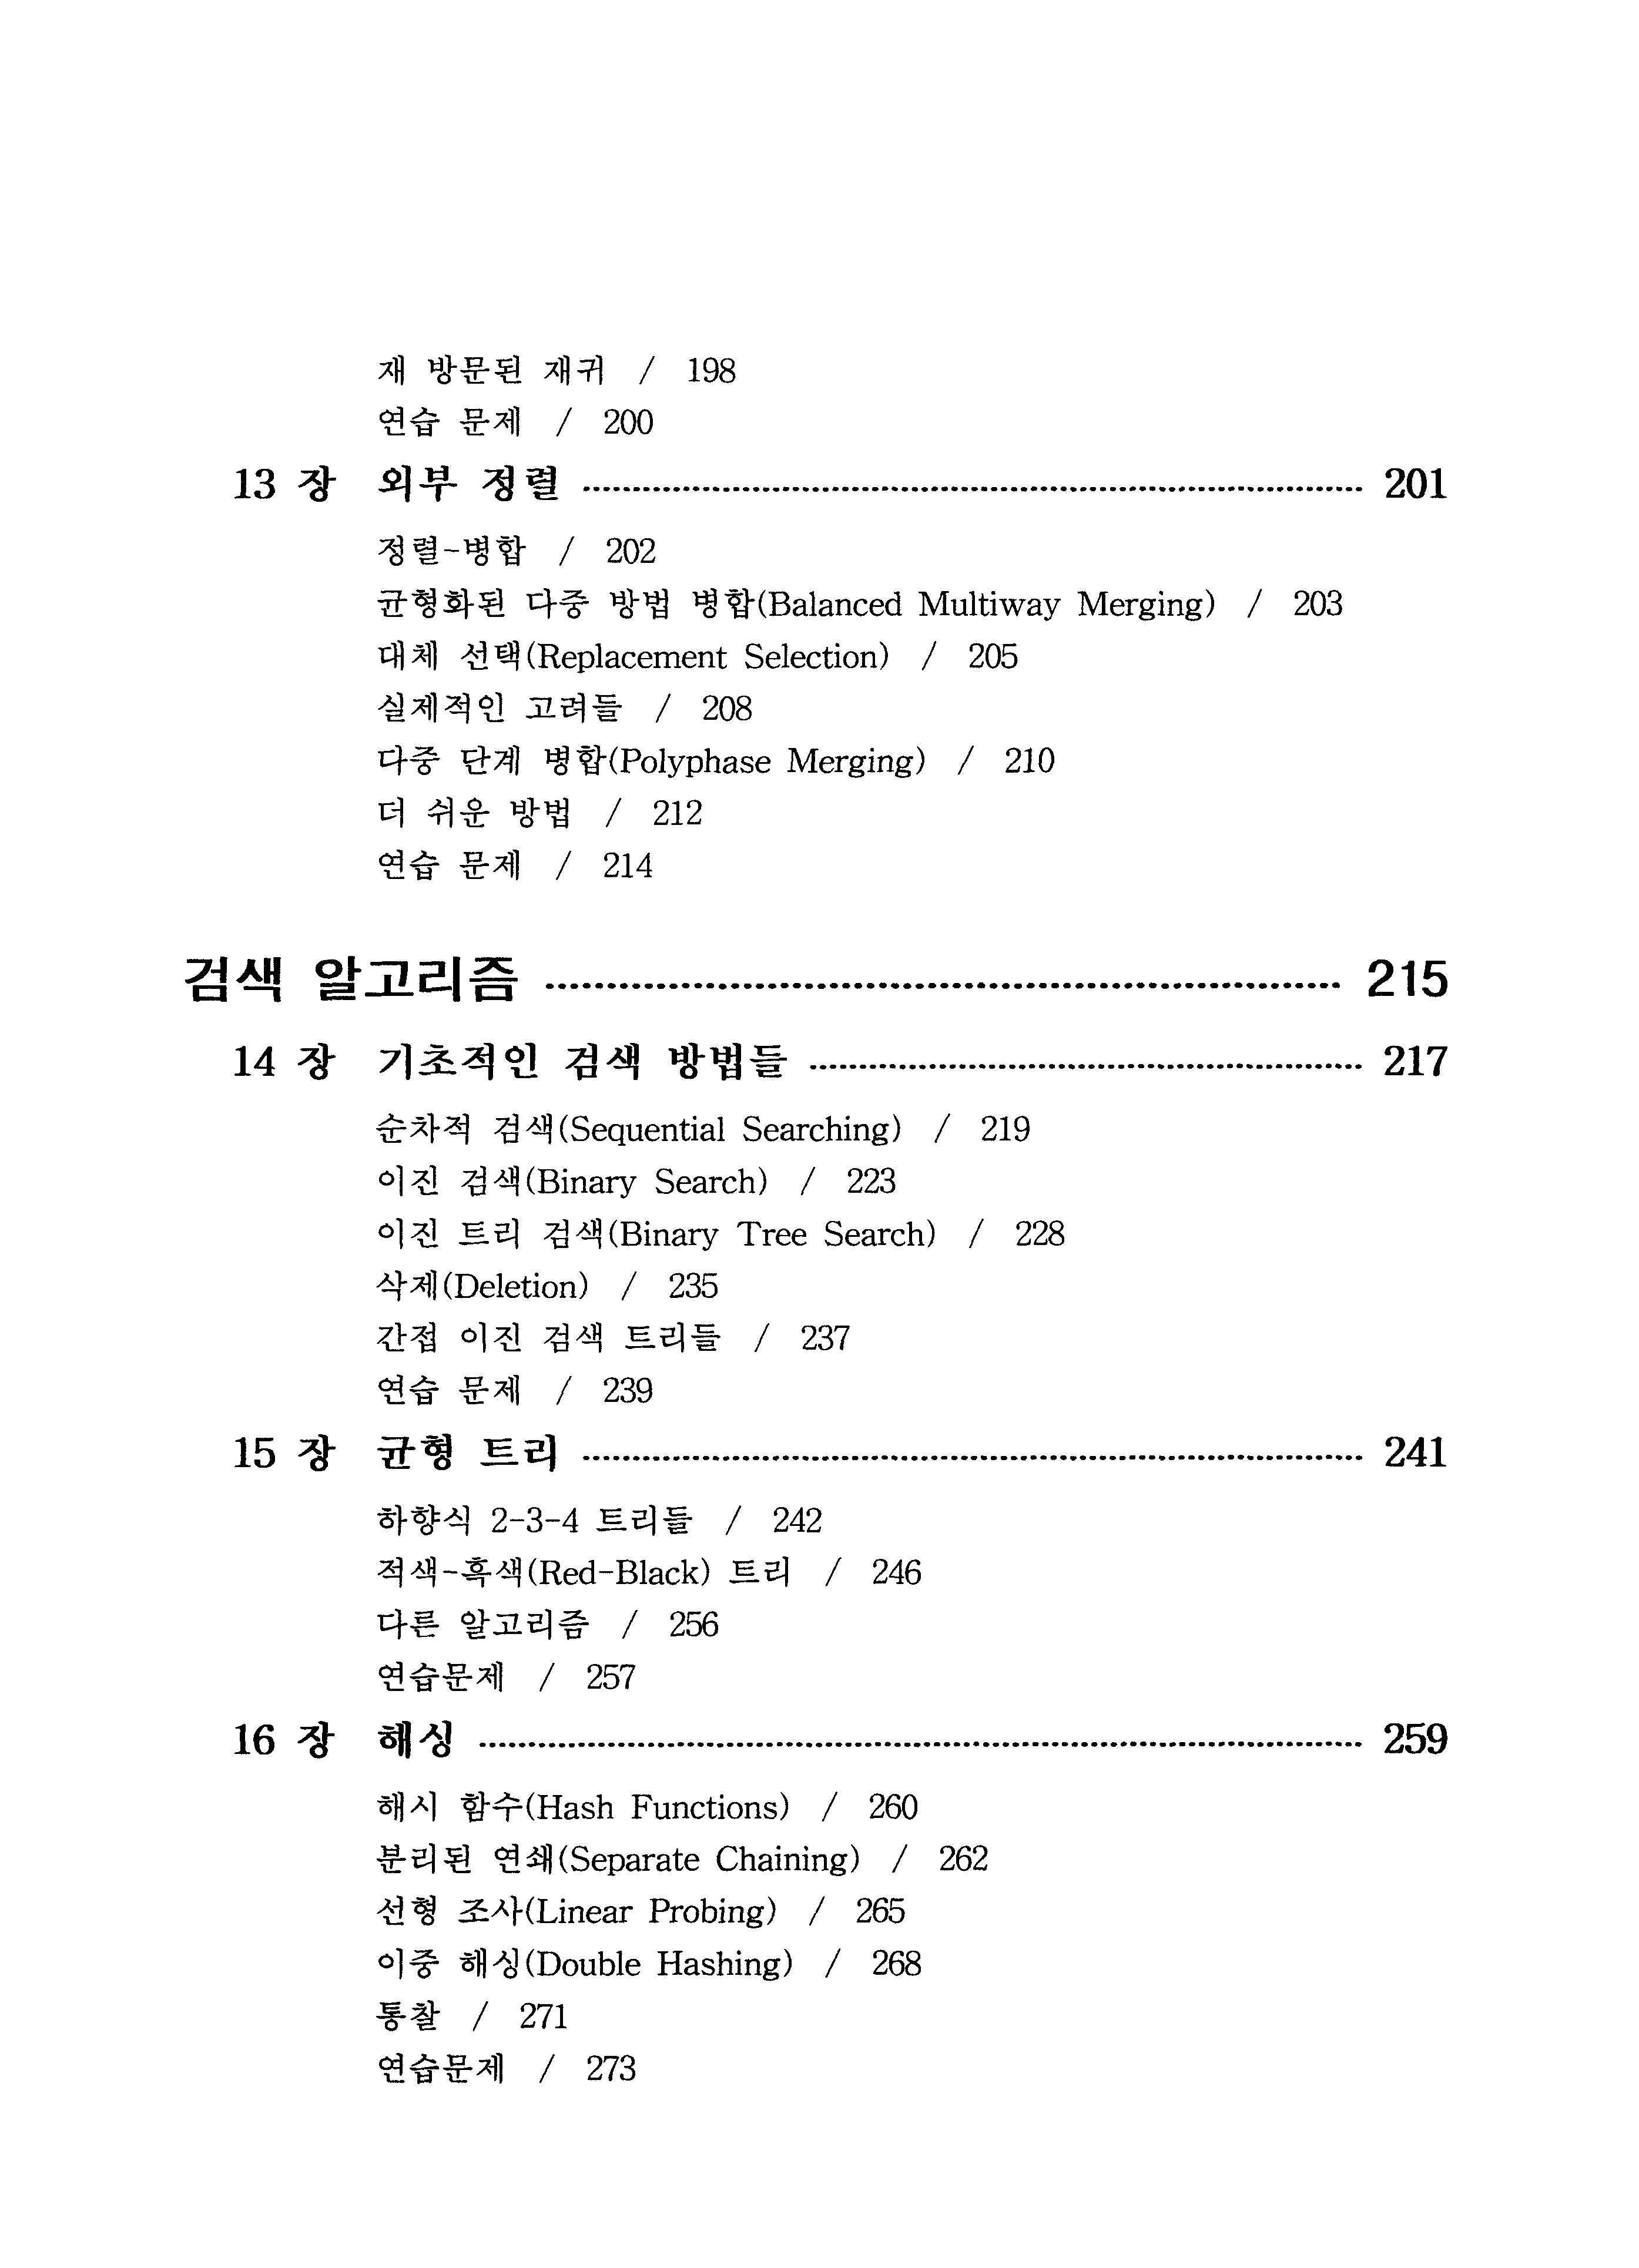 재 방문된 재귀 / 198
연습 문제 / 200
13 장 외부 정렬 ······························ 201
정렬-병합 / 202
균형화된 다중 방법 병합(Balanced Multiway Merging) / 203
대체 선택(Replacement Selection) / 205
실제적인 고려들 / 208
다중 단계 병합(Polyphase Merging) / 210
더 쉬운 방법 / 212
연습 문제 / 214
검색 알고리즘 ······························ 215
14 장 기초적인 검색 방법들 ······························ 217
순차적 검색(Sequential Searching) / 219
이진 검색(Binary Search) / 223
이진 트리 검색(Binary Tree Search) / 228
삭제(Deletion) / 235
간접 이진 검색 트리들 / 237
연습 문제 / 239
15 장 균형 트리 ······························ 241
하향식 2-3-4 트리들 / 242
적색-흑색(Red-Black) 트리 / 246
다른 알고리즘 / 256
연습문제 / 257
16 장 해싱 ······························ 259
해시 함수(Hash Functions) / 260
분리된 연쇄(Separate Chaining) / 262
선형 조사(Linear Probing) / 265
이중 해싱(Double Hashing) / 268
통찰 / 271
연습문제 / 273